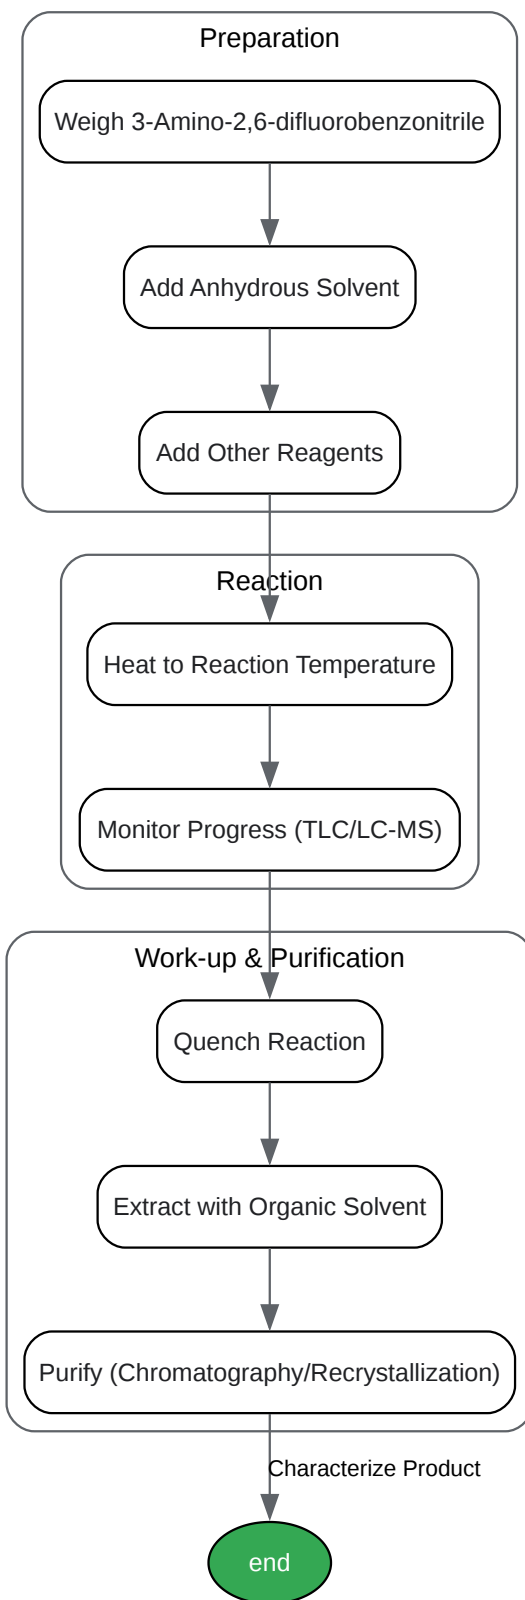 Preparation
Weigh 3-Amino-2,6-difluorobenzonitrile
Add Anhydrous Solvent
Add Other Reagents
Reaction
Heat to Reaction Temperature
Monitor Progress (TLC/LC-MS)
Work-up & Purification
Quench Reaction
Extract with Organic Solvent
Purify (Chromatography/Recrystallization)
Characterize Product
end